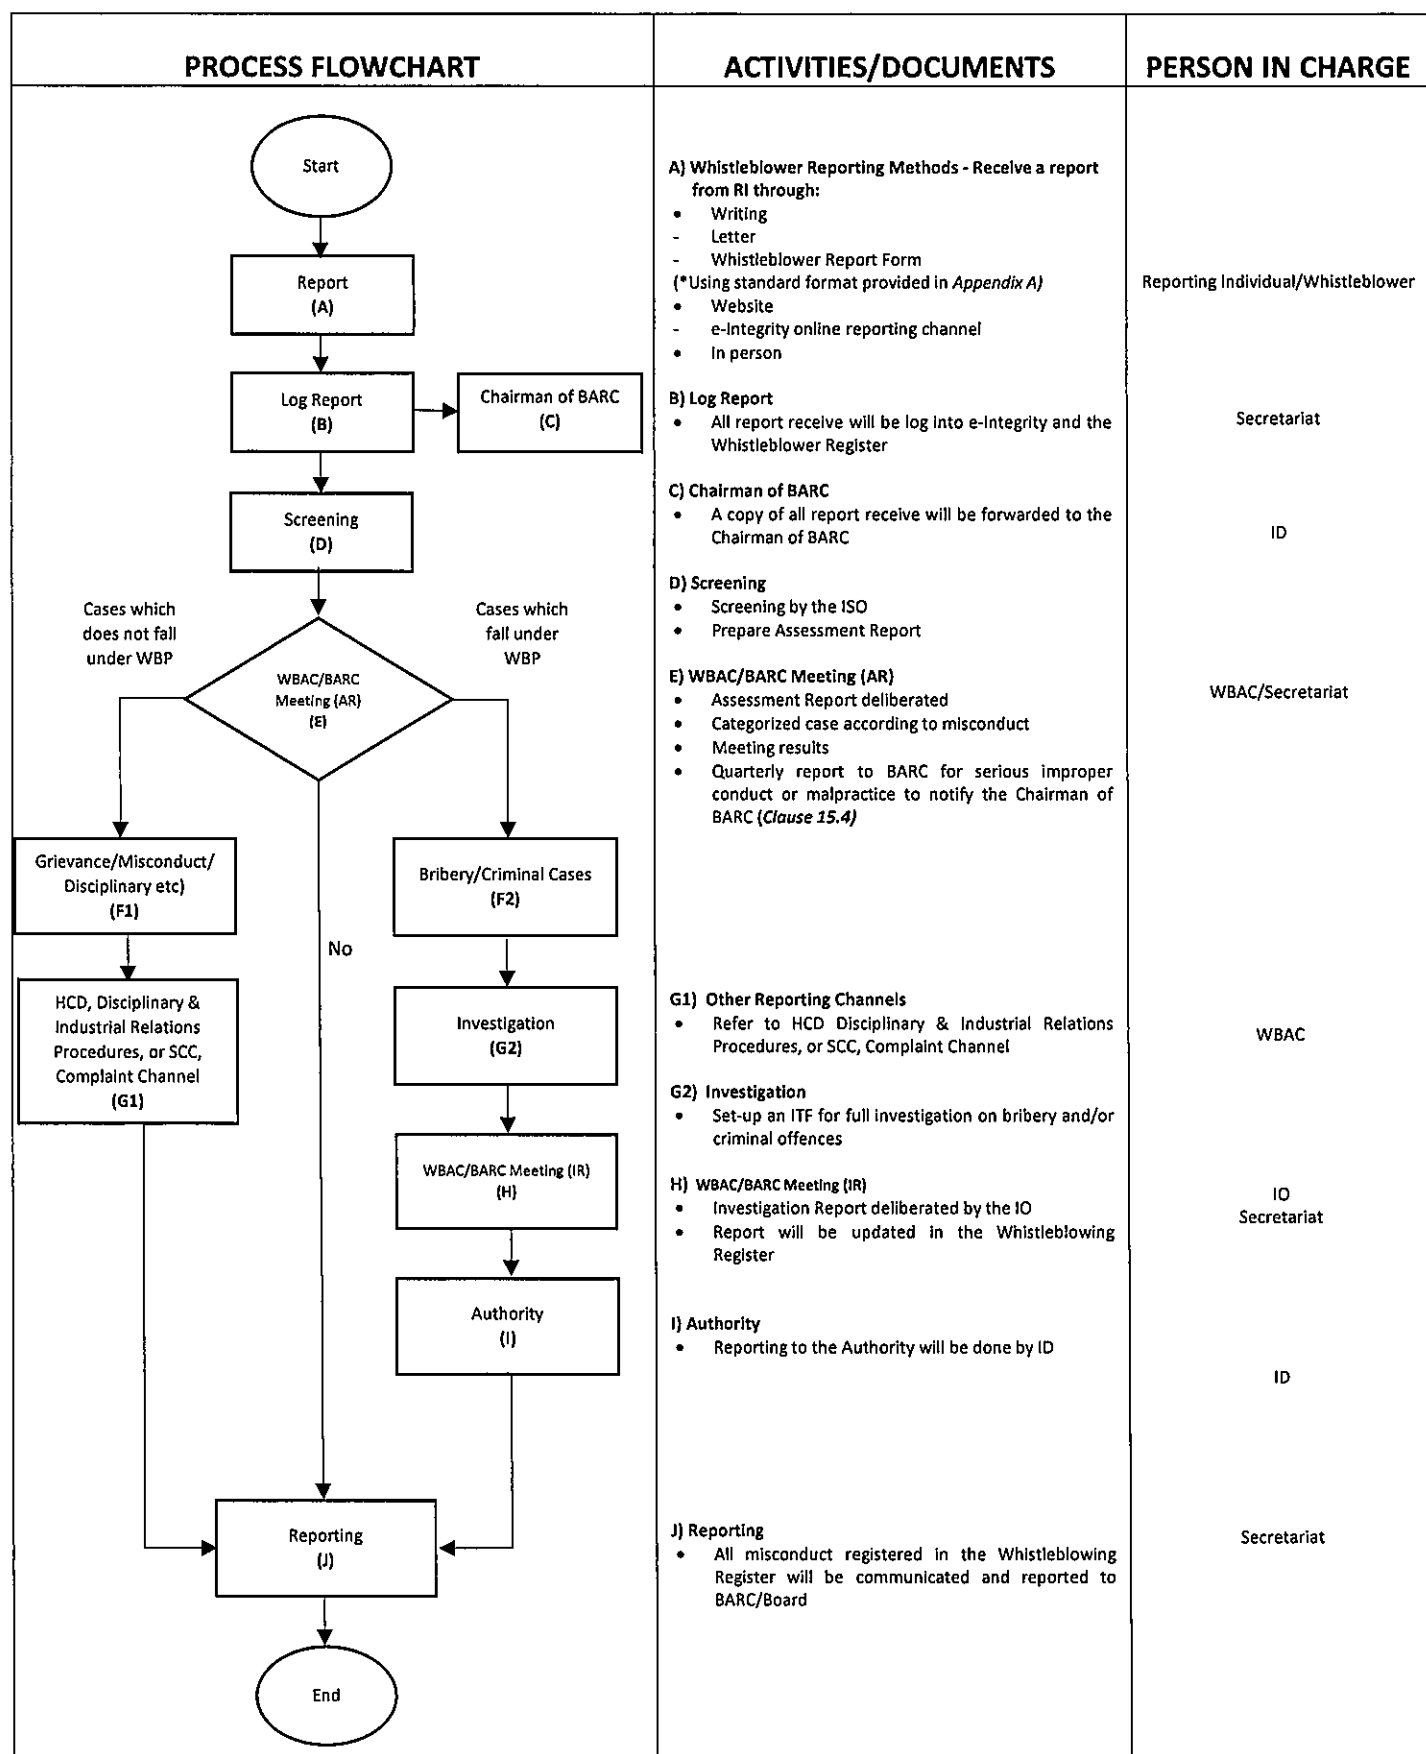 PROCESS FLOWCHART
ACTIVITIES/DOCUMENTS
PERSON IN CHARGE
Start
Report
(A)
Log Report
(B)
Chairman of BARC
(C)
Screening
(D)
Cases which
does not fall
under WBP
Cases which
fall under
WBP
WBAC/BARC
Meeting (AR)
(E)
Grievance/Misconduct/
Disciplinary etc)
(F1)
Bribery/Criminal Cases
(F2)
No
HCD, Disciplinary &
Industrial Relations
Procedures, or SCC,
Complaint Channel
(G1)
Investigation
(G2)
WBAC/BARC Meeting (IR)
(H)
Authority
(I)
Reporting
(J)
End
A) Whistleblower Reporting Methods - Receive a report
from RI through:
• Writing
- Letter
- Whistleblower Report Form
(*Using standard format provided in Appendix A)
• Website
- e-Integrity online reporting channel
• In person
B) Log Report
• All report receive will be log into e-Integrity and the
Whistleblower Register
C) Chairman of BARC
• A copy of all report receive will be forwarded to the
Chairman of BARC
D) Screening
• Screening by the ISO
• Prepare Assessment Report
E) WBAC/BARC Meeting (AR)
• Assessment Report deliberated
• Categorized case according to misconduct
• Meeting results
• Quarterly report to BARC for serious improper
conduct or malpractice to notify the Chairman of
BARC (Clause 15.4)
G1) Other Reporting Channels
• Refer to HCD Disciplinary & Industrial Relations
Procedures, or SCC, Complaint Channel
G2) Investigation
• Set-up an ITF for full investigation on bribery and/or
criminal offences
H) WBAC/BARC Meeting (IR)
• Investigation Report deliberated by the IO
• Report will be updated in the Whistleblowing
Register
I) Authority
• Reporting to the Authority will be done by ID
J) Reporting
• All misconduct registered in the Whistleblowing
Register will be communicated and reported to
BARC/Board
Reporting Individual/Whistleblower
Secretariat
ID
WBAC/Secretariat
WBAC
IO
Secretariat
ID
Secretariat